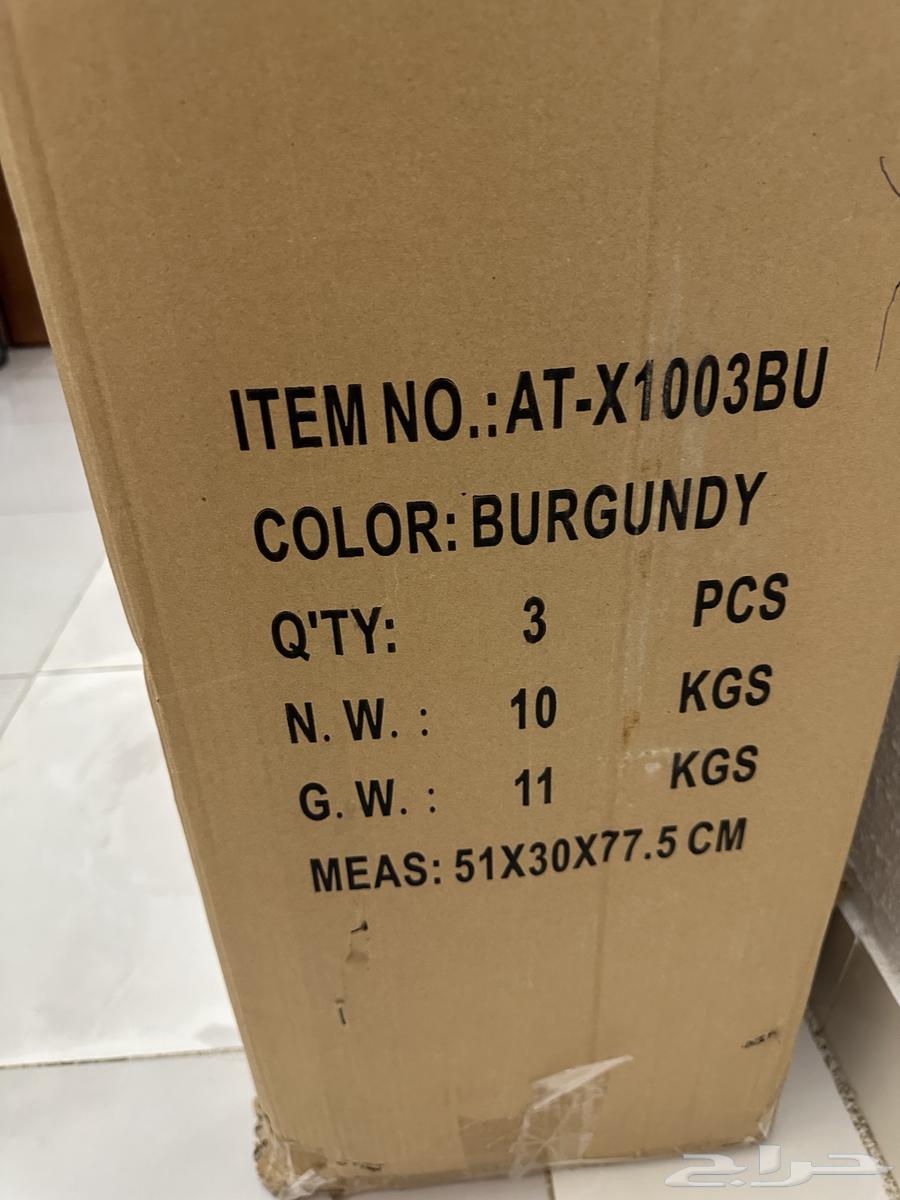 ITEM NO.:AT-X1003BU
COLOR: BURGUNDY
Q'TY: 3 PCS
N. W. : 10 KGS
G. W. : 11 KGS
MEAS: 51X30X77.5 CM
حراج